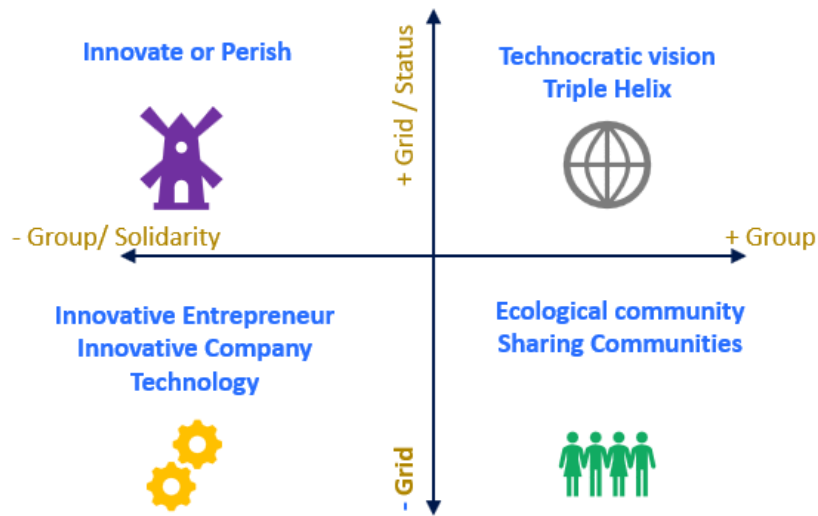 Innovate or Perish
Technocratic vision
Triple Helix
+ Grid / Status
- Group/ Solidarity
+ Group
Innovative Entrepreneur
Innovative Company
Technology
Ecological community
Sharing Communities
- Grid